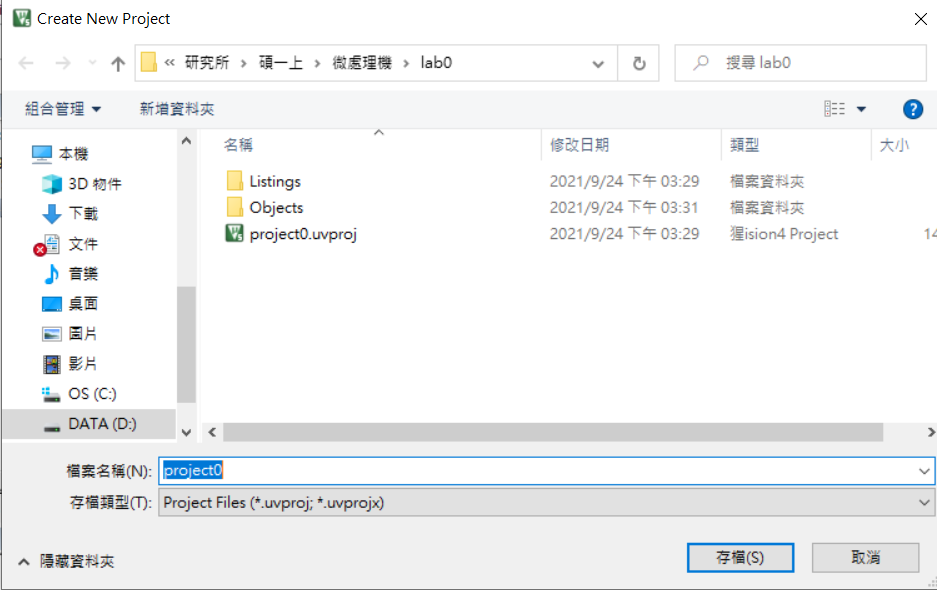 Create New Project
« 研究所 › 碩一上 › 微處理機 › lab0
搜尋 lab0
組合管理
新增資料夾
名稱 修改日期 類型 大小
本機
3D 物件
下載
文件
音樂
桌面
圖片
影片
OS (C:)
DATA (D:)
Listings 2021/9/24 下午 03:29 檔案資料夾
Objects 2021/9/24 下午 03:31 檔案資料夾
project0.uvproj 2021/9/24 下午 03:29 猩ision4 Project 14
檔案名稱(N): project0
存檔類型(T): Project Files (*.uvproj; *.uvprojx)
隱藏資料夾
存檔(S)
取消